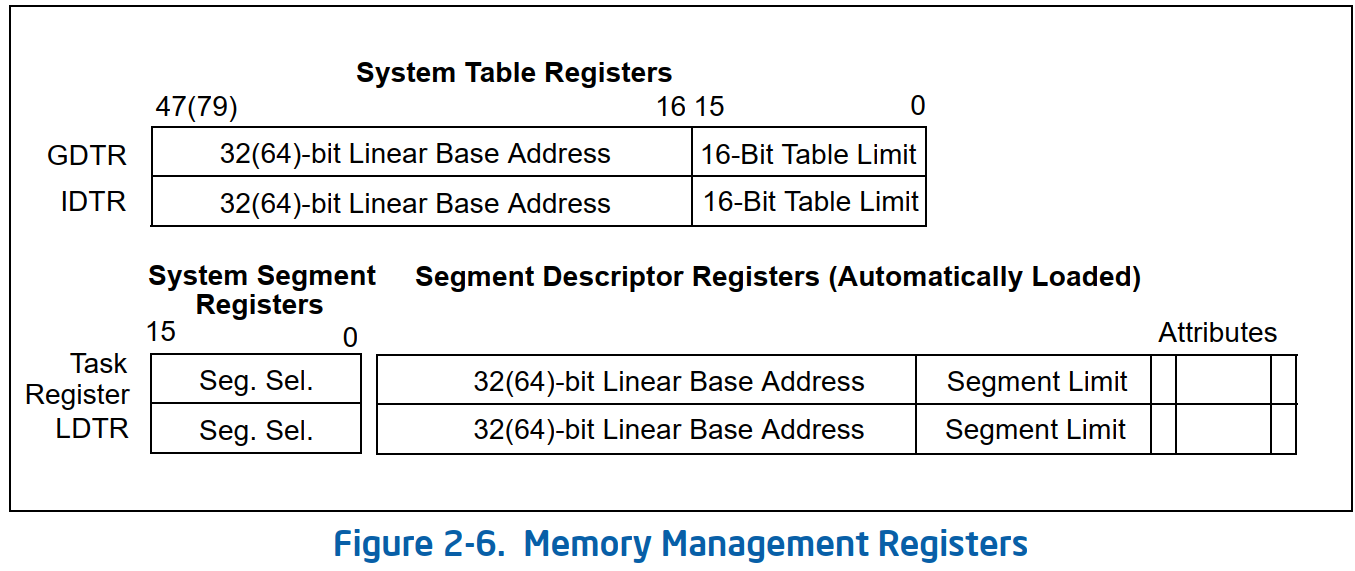 System Table Registers
47(79) 16 15 0
GDTR 32(64)-bit Linear Base Address 16-Bit Table Limit
IDTR 32(64)-bit Linear Base Address 16-Bit Table Limit
System Segment
Registers
Segment Descriptor Registers (Automatically Loaded)
15 0
Attributes
Task
Register
Seg. Sel. 32(64)-bit Linear Base Address Segment Limit
LDTR Seg. Sel. 32(64)-bit Linear Base Address Segment Limit
Figure 2-6. Memory Management Registers